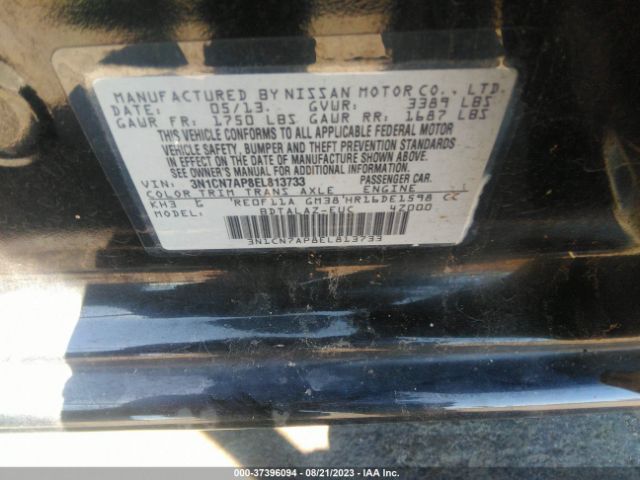 MANUFACTURED BY NISSAN MOTOR CO., LTD.
DATE: 05/13. GVWR: 3389 LBS
GAWR FR: 1750 LBS GAWR RR: 1687 LBS
THIS VEHICLE CONFORMS TO ALL APPLICABLE FEDERAL MOTOR
VEHICLE SAFETY, BUMPER AND THEFT PREVENTION STANDARDS
IN EFFECT ON THE DATE OF MANUFACTURE SHOWN ABOVE.
SEE OWNER'S MANUAL FOR ADDITIONAL INFORMATION.
VIN: 3N1CN7AP8EL813733 PASSENGER CAR.
COLOR TRIM TRANS AXLE ENGINE
KH3 G RE0F11A GM38 HR16DE1598 CC
MODEL: BDTALAZ-EUC 47000
3N1CN7AP8EL813733
000-37396094 - 08/21/2023 - COPYRIGHT IAA